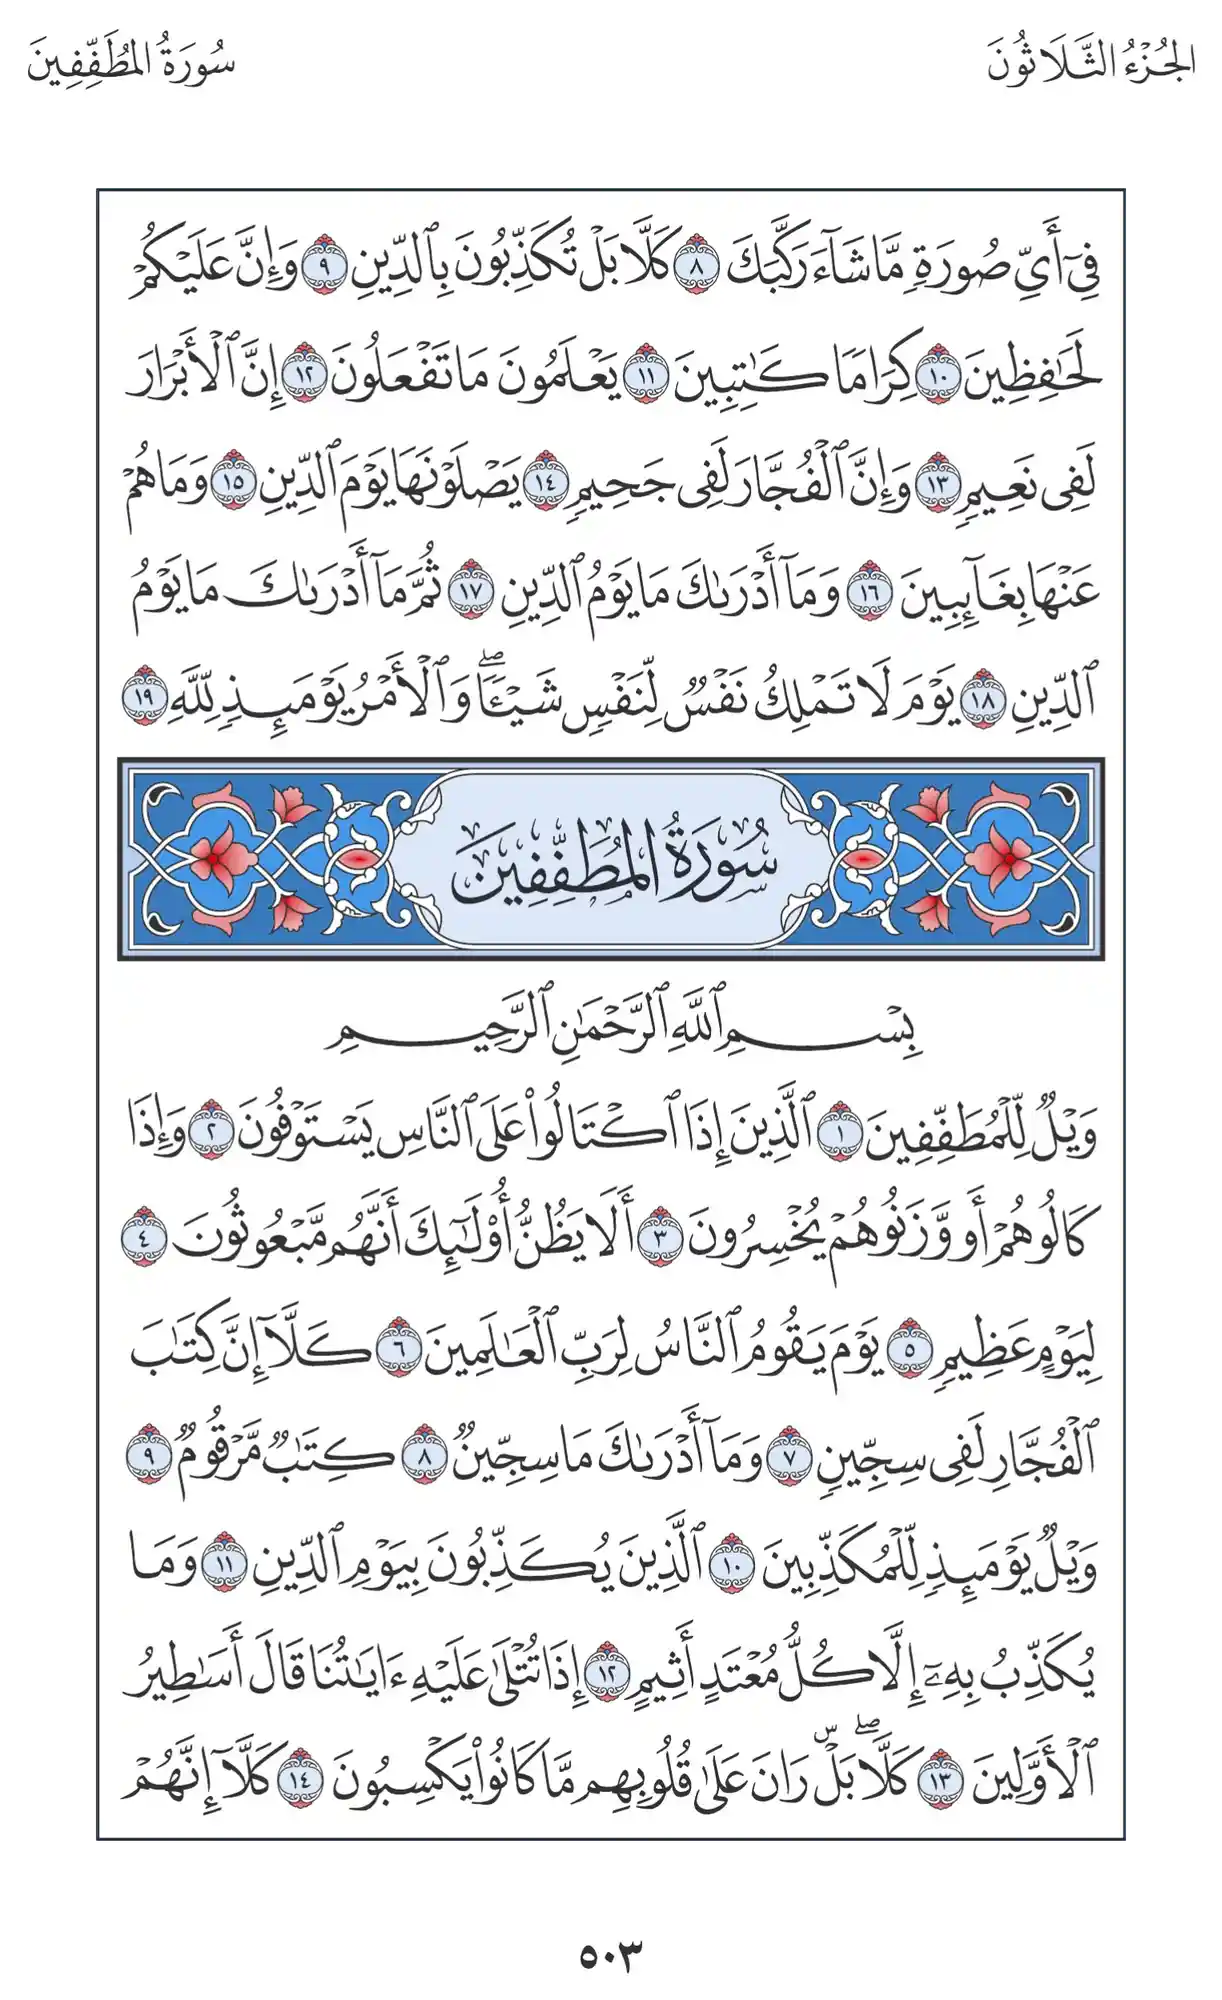 الجُزْءُ الثَّلَاثُونَ
سُورَةُ المُطَفِّفِينَ
فِىٓ أَىِّ صُورَةٖ مَّا شَآءَ رَكَّبَكَ ٨ كَلَّا بَلۡ تُكَذِّبُونَ بِٱلدِّينِ ٩ وَإِنَّ عَلَيۡكُمۡ
لَحَٰفِظِينَ ١٠ كِرَامٗا كَٰتِبِينَ ١١ يَعۡلَمُونَ مَا تَفۡعَلُونَ ١٢ إِنَّ ٱلۡأَبۡرَارَ
لَفِى نَعِيمٖ ١٣ وَإِنَّ ٱلۡفُجَّارَ لَفِى جَحِيمٖ ١٤ يَصۡلَوۡنَهَا يَوۡمَ ٱلدِّينِ ١٥ وَمَا هُمۡ
عَنۡهَا بِغَآئِبِينَ ١٦ وَمَآ أَدۡرَىٰكَ مَا يَوۡمُ ٱلدِّينِ ١٧ ثُمَّ مَآ أَدۡرَىٰكَ مَا يَوۡمُ
ٱلدِّينِ ١٨ يَوۡمَ لَا تَمۡلِكُ نَفۡسٞ لِّنَفۡسٖ شَيۡـٔٗاۖ وَٱلۡأَمۡرُ يَوۡمَئِذٖ لِّلَّهِ ١٩
سُورَةُ المُطَفِّفِينَ
بِسۡمِ ٱللَّهِ ٱلرَّحۡمَٰنِ ٱلرَّحِيمِ
وَيۡلٞ لِّلۡمُطَفِّفِينَ ١ ٱلَّذِينَ إِذَا ٱكۡتَالُواْ عَلَى ٱلنَّاسِ يَسۡتَوۡفُونَ ٢ وَإِذَا
كَالُوهُمۡ أَو وَّزَنُوهُمۡ يُخۡسِرُونَ ٣ أَلَا يَظُنُّ أُوْلَٰٓئِكَ أَنَّهُم مَّبۡعُوثُونَ ٤
لِيَوۡمٍ عَظِيمٖ ٥ يَوۡمَ يَقُومُ ٱلنَّاسُ لِرَبِّ ٱلۡعَٰلَمِينَ ٦ كَلَّآ إِنَّ كِتَٰبَ
ٱلۡفُجَّارِ لَفِى سِجِّينٖ ٧ وَمَآ أَدۡرَىٰكَ مَا سِجِّينٞ ٨ كِتَٰبٞ مَّرۡقُومٞ ٩
وَيۡلٞ يَوۡمَئِذٖ لِّلۡمُكَذِّبِينَ ١٠ ٱلَّذِينَ يُكَذِّبُونَ بِيَوۡمِ ٱلدِّينِ ١١ وَمَا
يُكَذِّبُ بِهِۦٓ إِلَّا كُلُّ مُعۡتَدٍ أَثِيمٍ ١٢ إِذَا تُتۡلَىٰ عَلَيۡهِ ءَايَٰتُنَا قَالَ أَسَٰطِيرُ
ٱلۡأَوَّلِينَ ١٣ كَلَّاۖ بَلۡۜ رَانَ عَلَىٰ قُلُوبِهِم مَّا كَانُواْ يَكۡسِبُونَ ١٤ كَلَّآ إِنَّهُمۡ
٥٠٣